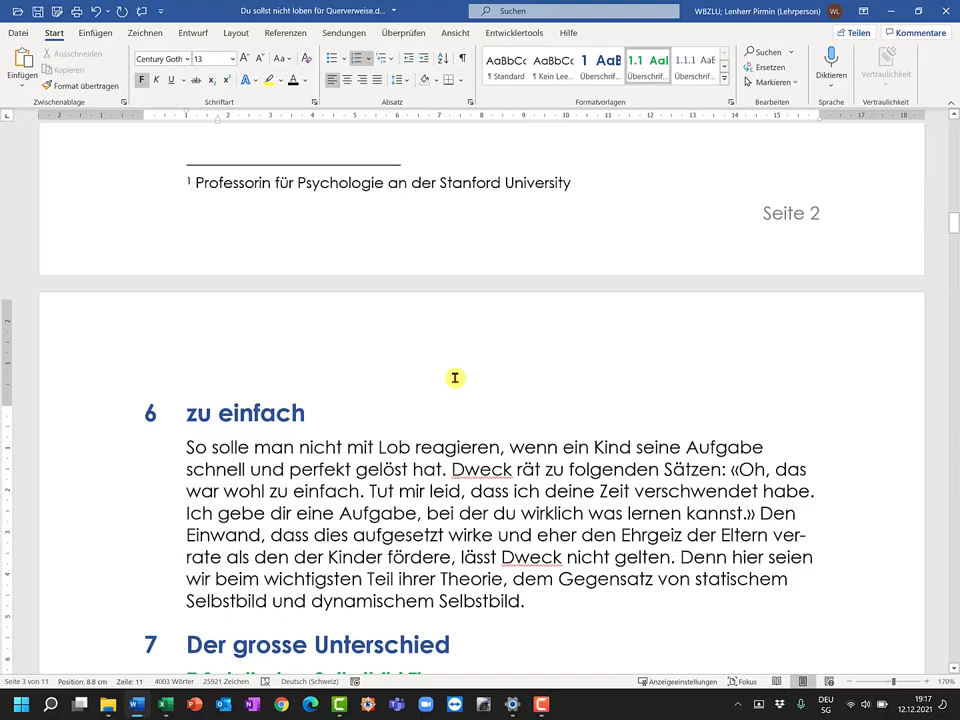 Du sollst nicht loben für Querverweise.d...
Suchen
WBZLU; Lenherr Pirmin (Lehrperson)
WL
Datei Start Einfügen Zeichnen Entwurf Layout Referenzen Sendungen Überprüfen Ansicht Entwicklertools Hilfe
Teilen
Kommentare
Einfügen
Ausschneiden
Kopieren
Format übertragen
Zwischenablage
Century Goth 13
Schriftart
Absatz
AaBbCc AaBbCc 1 AaB 1.1 AaI 1.1.1 AaE
¶ Standard ¶ Kein Lee... Überschrif... Überschrif... Überschrif...
Formatvorlagen
Suchen
Ersetzen
Markieren
Bearbeiten
Diktieren
Sprache
Vertraulichkeit
Vertraulichkeit
¹ Professorin für Psychologie an der Stanford University
Seite 2
6 zu einfach
So solle man nicht mit Lob reagieren, wenn ein Kind seine Aufgabe
schnell und perfekt gelöst hat. Dweck rät zu folgenden Sätzen: «Oh, das
war wohl zu einfach. Tut mir leid, dass ich deine Zeit verschwendet habe.
Ich gebe dir eine Aufgabe, bei der du wirklich was lernen kannst.» Den
Einwand, dass dies aufgesetzt wirke und eher den Ehrgeiz der Eltern ver-
rate als den der Kinder fördere, lässt Dweck nicht gelten. Denn hier seien
wir beim wichtigsten Teil ihrer Theorie, dem Gegensatz von statischem
Selbstbild und dynamischem Selbstbild.
7 Der grosse Unterschied
Seite 3 von 11 Position: 8.8 cm Zeile: 11 4003 Wörter 25921 Zeichen Deutsch (Schweiz) Anzeigeeinstellungen Fokus 170%
DEU
SG
19:17
12.12.2021